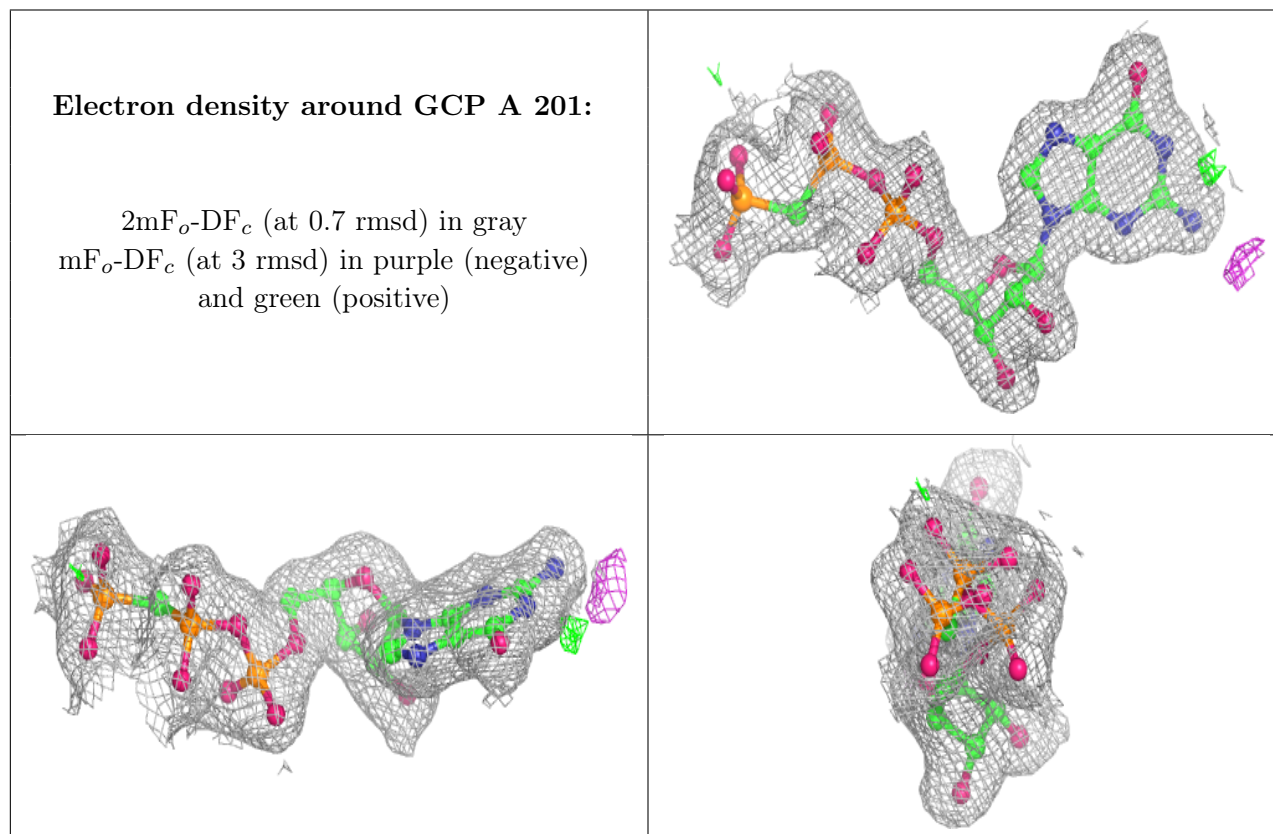 Electron density around GCP A 201:
2mFo-DFc (at 0.7 rmsd) in gray
mFo-DFc (at 3 rmsd) in purple (negative)
and green (positive)